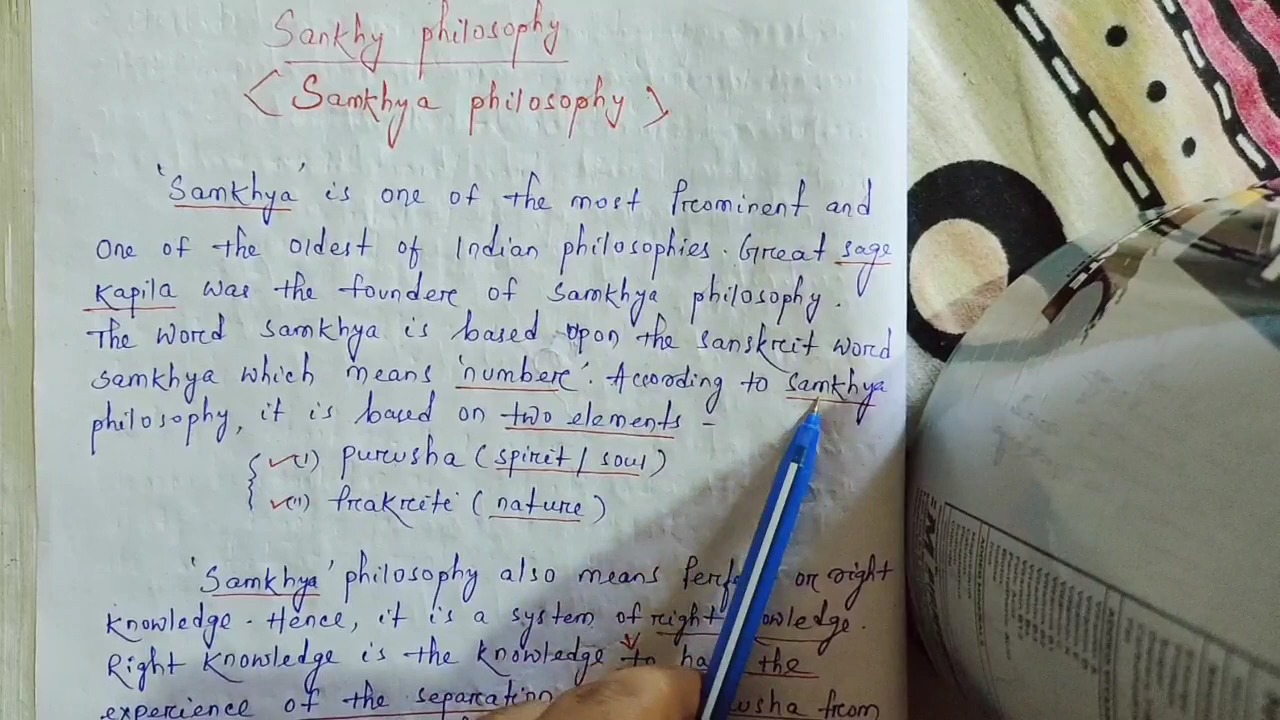 Sankhy philosophy
< Samkhya philosophy >
'Samkhya' is one of the most Prominent and
one of the oldest of Indian philosophies. Great sage
Kapila was the founder of Samkhya philosophy.
The word samkhya is based upon the sanskrit word
samkhya which means 'number'. According to samkhya
philosophy, it is based on two elements -
(i) purusha (spirit / soul)
(ii) Prakriti (nature)
'Samkhya' philosophy also means or right
knowledge. Hence, it is a system of right
Right knowledge is the knowledge to the
experience of the separation from